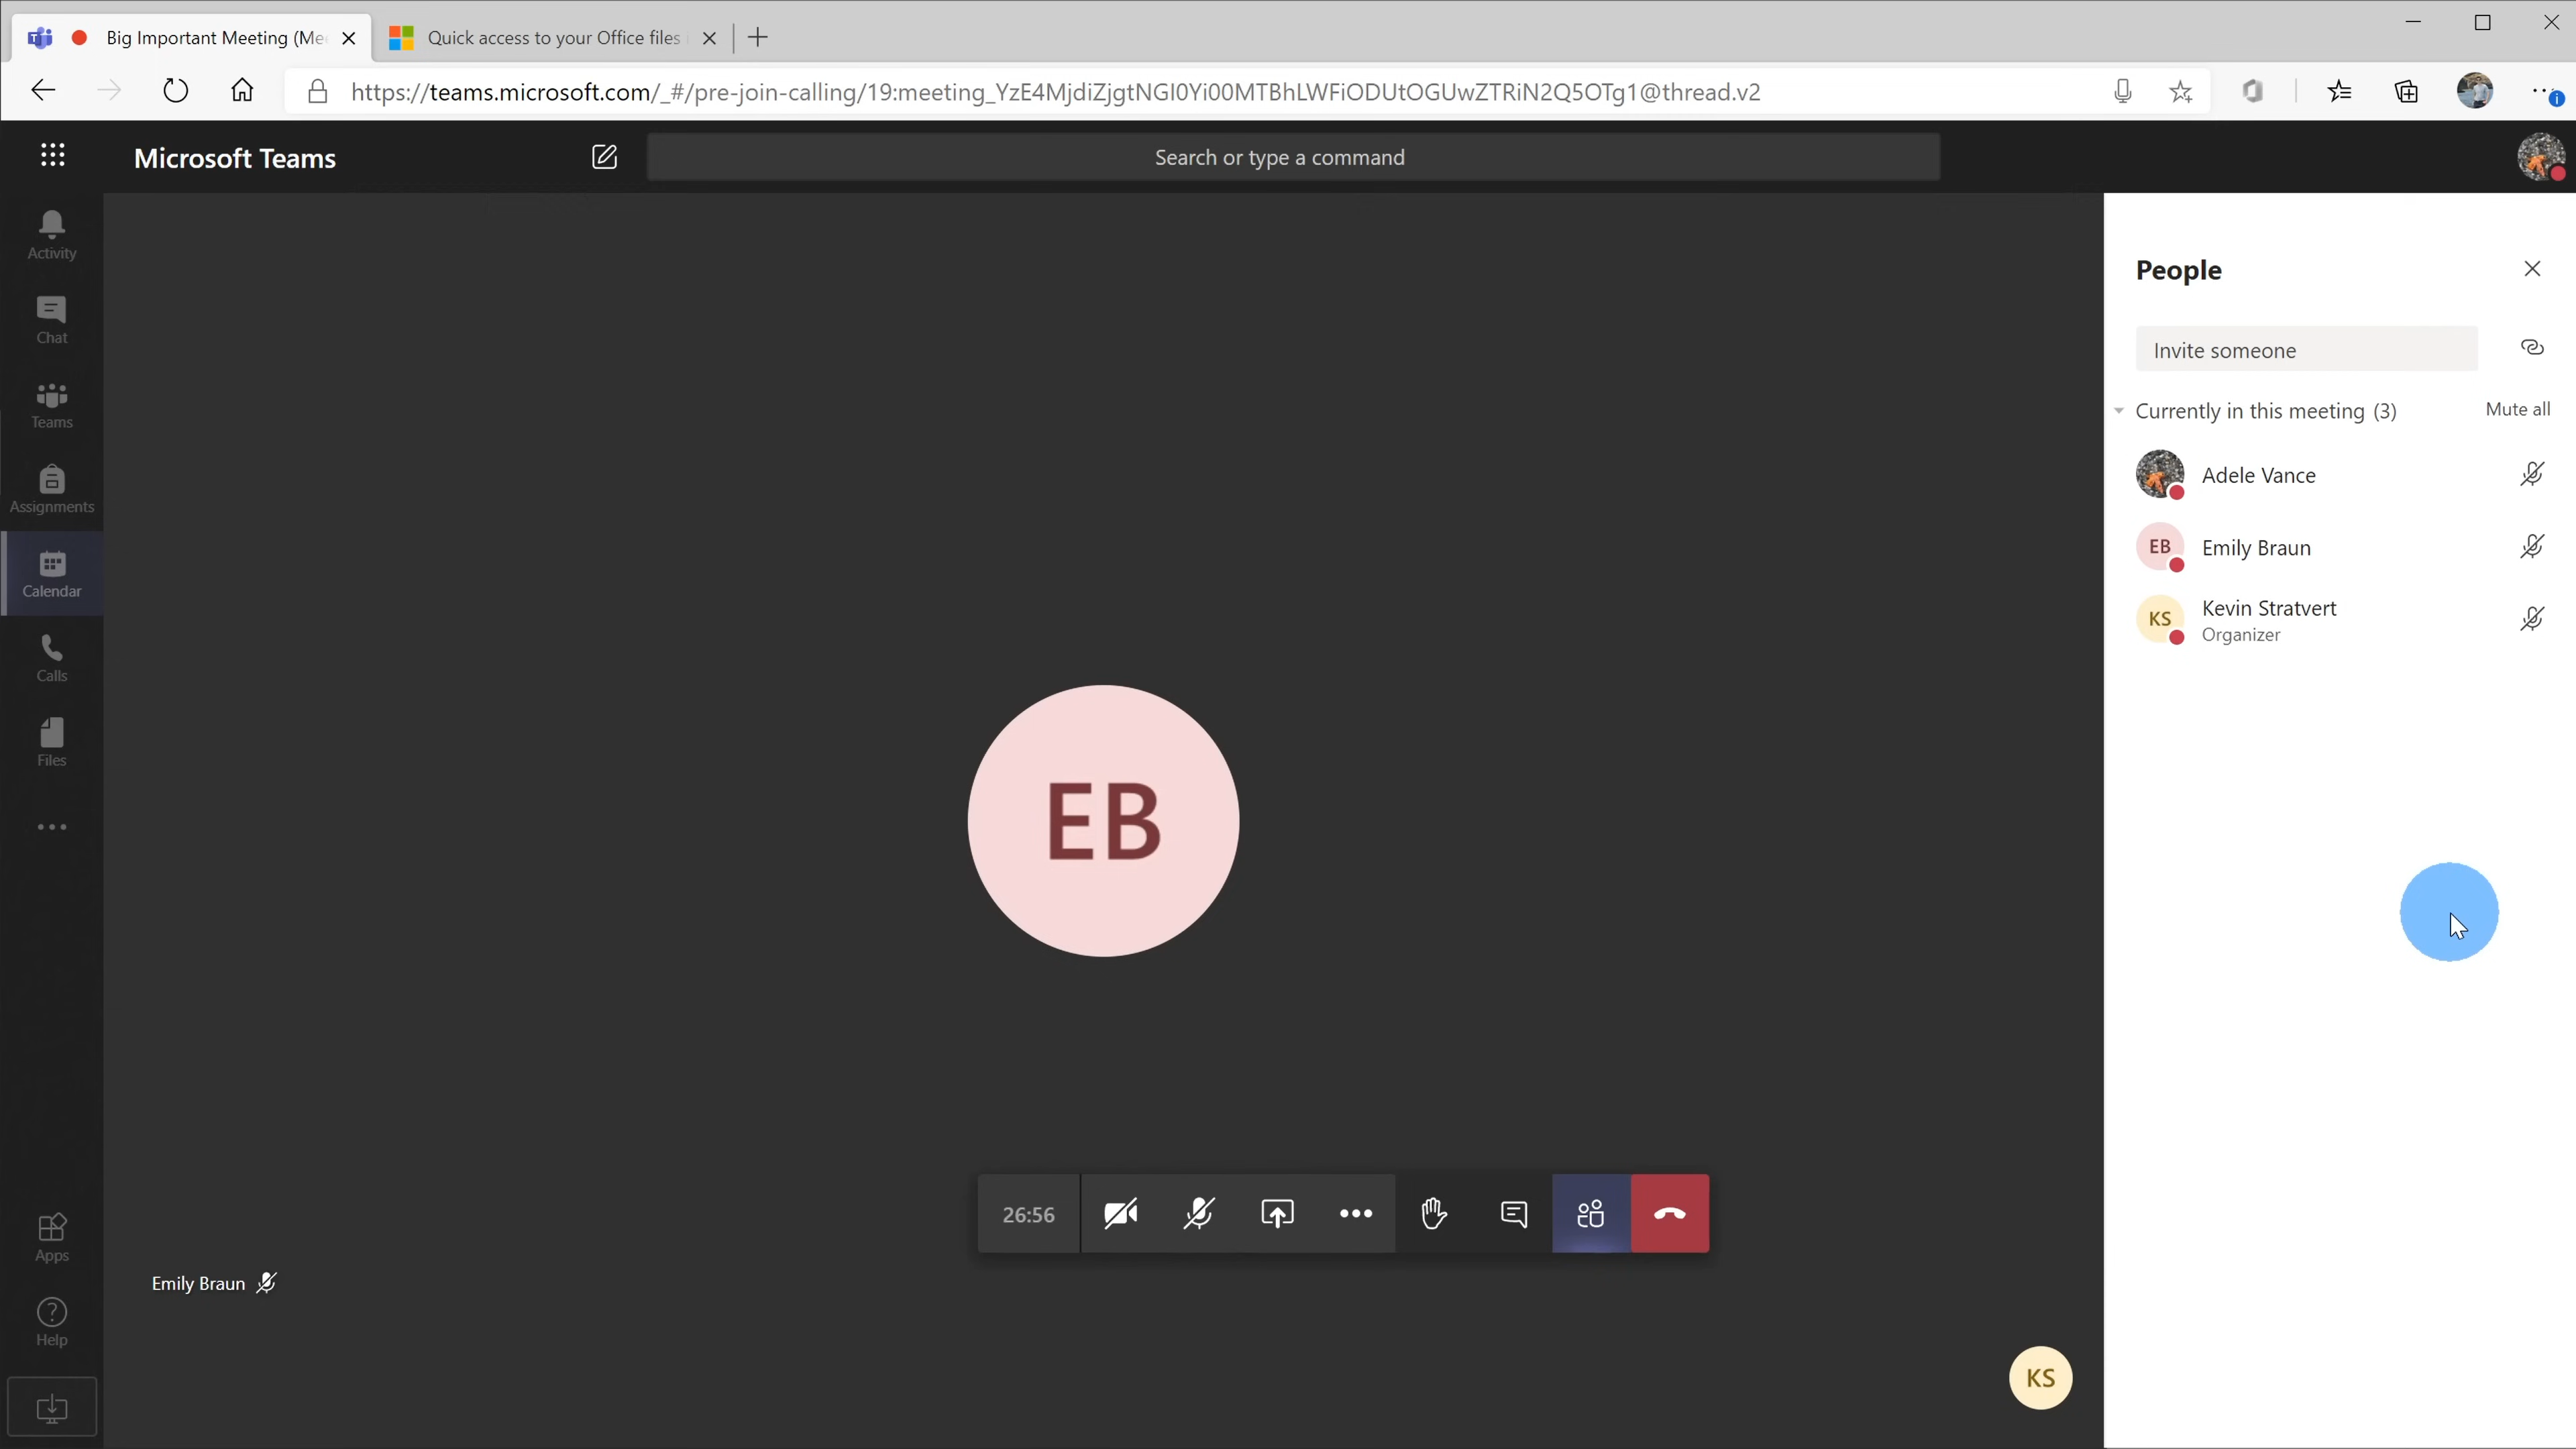 Big Important Meeting (Me
Quick access to your Office files
https://teams.microsoft.com/_#/pre-join-calling/19:meeting_YzE4MjdiZjgtNGI0Yi00MTBhLWFiODUtOGUwZTRiN2Q5OTg1@thread.v2
Microsoft Teams
Search or type a command
Activity
Chat
Teams
Assignments
Calendar
Calls
Files
Apps
Help
EB
Emily Braun
26:56
KS
People
Invite someone
Currently in this meeting (3)
Mute all
Adele Vance
EB
Emily Braun
KS
Kevin Stratvert
Organizer